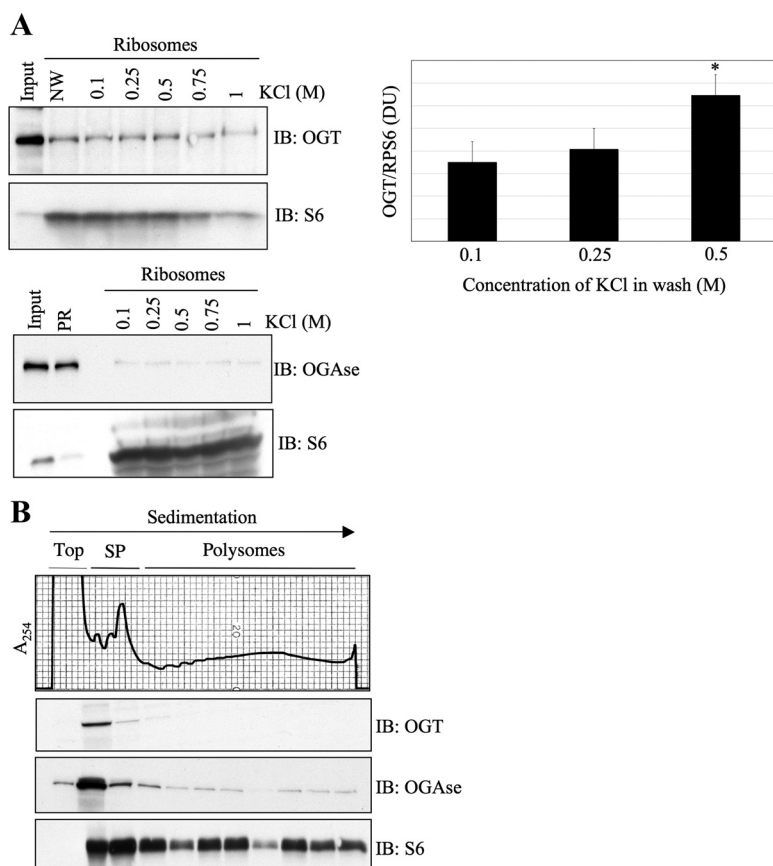 A
Ribosomes
Input
NW
0.1
0.25
0.5
0.75
1
KCl (M)
IB: OGT
IB: S6
OGT/RPS6 (DU)
*
0.1
0.25
0.5
Concentration of KCl in wash (M)
Ribosomes
Input
PR
0.1
0.25
0.5
0.75
1
KCl (M)
IB: OGAse
IB: S6
B
Sedimentation
Top
SP
Polysomes
A254
20
0
0
IB: OGT
IB: OGAse
IB: S6